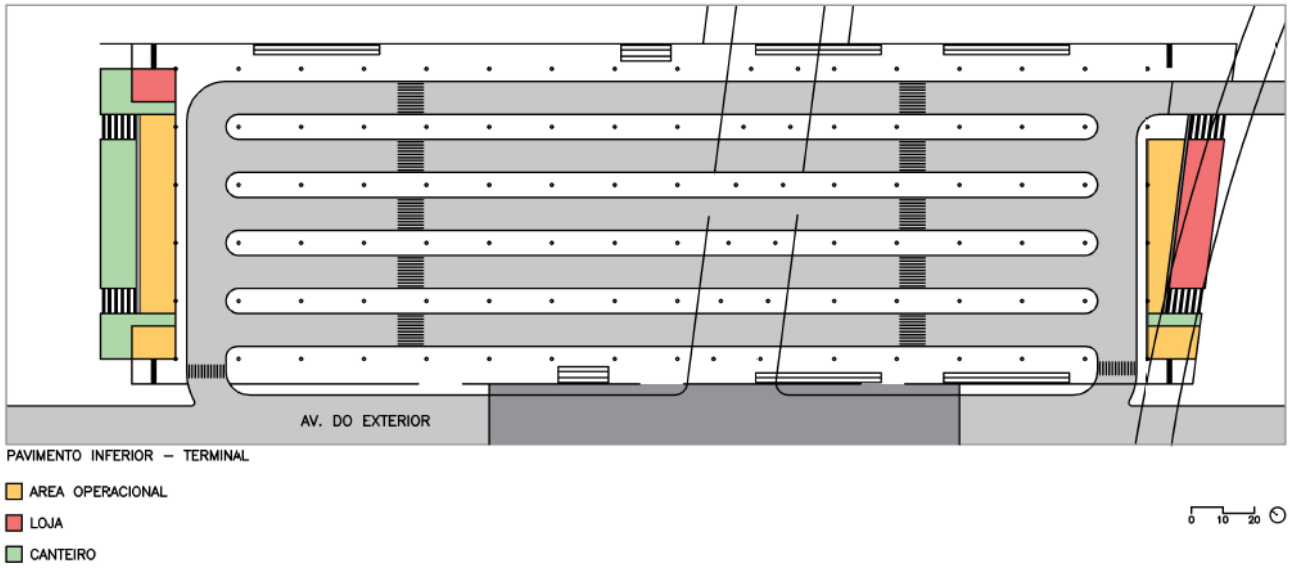 AV. DO EXTERIOR
PAVIMENTO INFERIOR – TERMINAL
AREA OPERACIONAL
LOJA
CANTEIRO
0 10 20